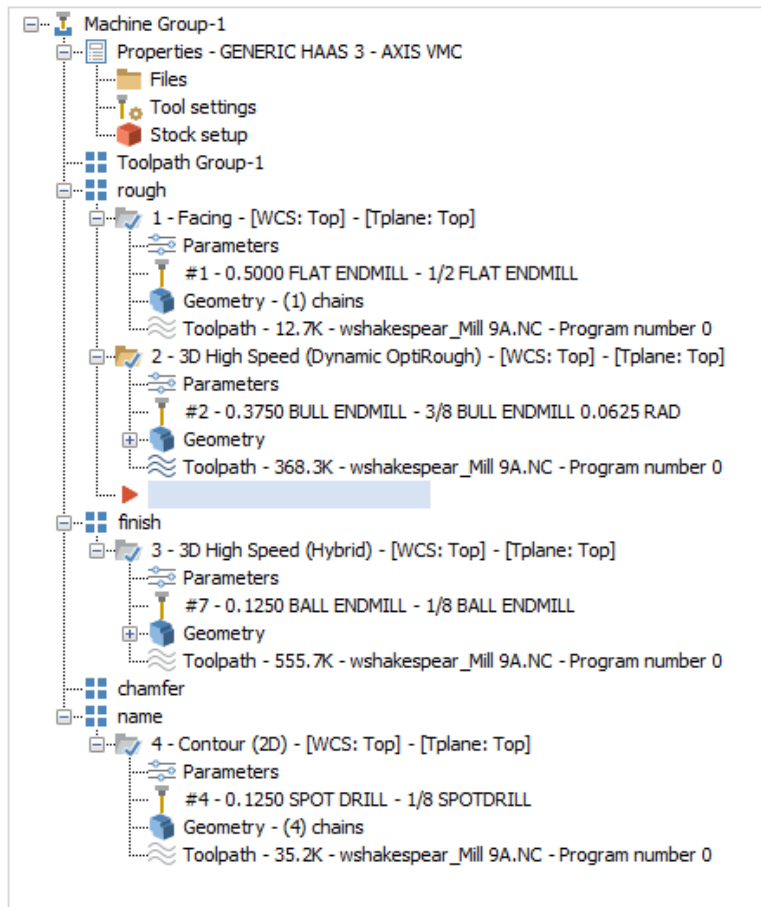 Machine Group-1
Properties - GENERIC HAAS 3 - AXIS VMC
Files
Tool settings
Stock setup
Toolpath Group-1
rough
1 - Facing - [WCS: Top] - [Tplane: Top]
Parameters
#1 - 0.5000 FLAT ENDMILL - 1/2 FLAT ENDMILL
Geometry - (1) chains
Toolpath - 12.7K - wshakespear_Mill 9A.NC - Program number 0
2 - 3D High Speed (Dynamic OptiRough) - [WCS: Top] - [Tplane: Top]
Parameters
#2 - 0.3750 BULL ENDMILL - 3/8 BULL ENDMILL 0.0625 RAD
Geometry
Toolpath - 368.3K - wshakespear_Mill 9A.NC - Program number 0
finish
3 - 3D High Speed (Hybrid) - [WCS: Top] - [Tplane: Top]
Parameters
#7 - 0.1250 BALL ENDMILL - 1/8 BALL ENDMILL
Geometry
Toolpath - 555.7K - wshakespear_Mill 9A.NC - Program number 0
chamfer
name
4 - Contour (2D) - [WCS: Top] - [Tplane: Top]
Parameters
#4 - 0.1250 SPOT DRILL - 1/8 SPOTDRILL
Geometry - (4) chains
Toolpath - 35.2K - wshakespear_Mill 9A.NC - Program number 0